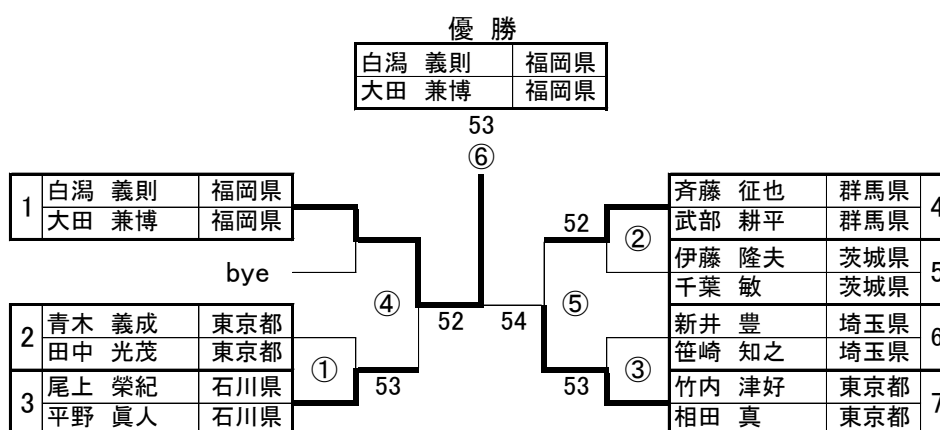 優 勝
白潟 義則 福岡県
大田 兼博 福岡県
53
⑥
1 白潟 義則 福岡県
大田 兼博 福岡県
bye
④
52
2 青木 義成 東京都
田中 光茂 東京都
①
3 尾上 榮紀 石川県
平野 眞人 石川県
53
斉藤 征也 群馬県 4
武部 耕平 群馬県
52
②
伊藤 隆夫 茨城県 5
千葉 敏 茨城県
⑤
54
新井 豊 埼玉県 6
笹崎 知之 埼玉県
③
53
竹内 津好 東京都 7
相田 真 東京都